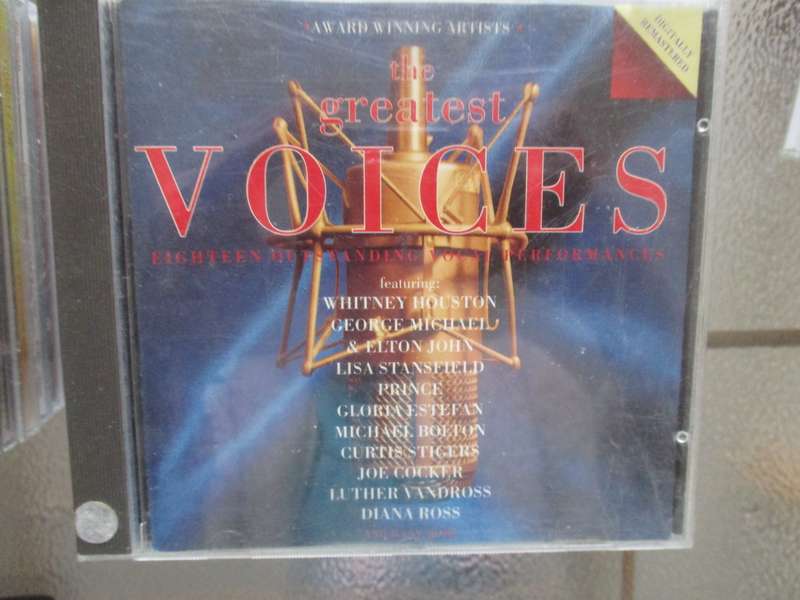 AWARD WINNING ARTISTS
DIGITALLY
REMASTERED
the
greatest
VOICES
EIGHTEEN OUTSTANDING VOCAL PERFORMANCES
featuring:
WHITNEY HOUSTON
GEORGE MICHAEL
& ELTON JOHN
LISA STANSFIELD
PRINCE
GLORIA ESTEFAN
MICHAEL BOLTON
CURTIS STIGERS
JOE COCKER
LUTHER VANDROSS
DIANA ROSS